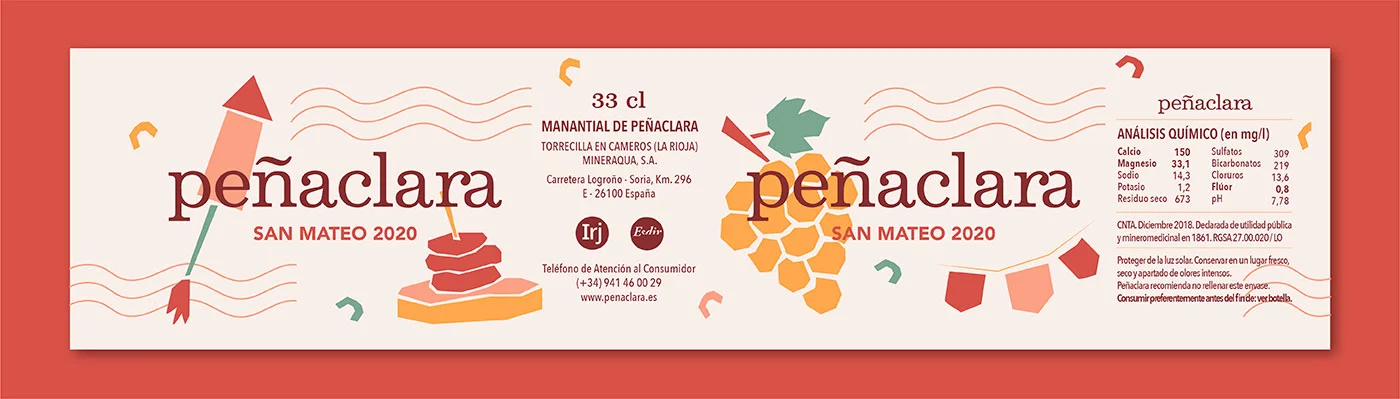 peñaclara
SAN MATEO 2020
33 cl
MANANTIAL DE PEÑACLARA
TORRECILLA EN CAMEROS (LA RIOJA)
MINERAQUA, S.A.
Carretera Logroño - Soria, Km. 296
E - 26100 España
Irj
Ecdir
Teléfono de Atención al Consumidor
(+34) 941 46 00 29
www.penaclara.es
peñaclara
SAN MATEO 2020
peñaclara
ANÁLISIS QUÍMICO (en mg/l)
Calcio 150 Sulfatos 309
Magnesio 33,1 Bicarbonatos 219
Sodio 14,3 Cloruros 13,6
Potasio 1,2 Flúor 0,8
Residuo seco 673 pH 7,78
CNTA. Diciembre 2018. Declarada de utilidad pública
y mineromedicinal en 1861. RGSA 27.00.020 / LO
Proteger de la luz solar. Conservar en un lugar fresco,
seco y apartado de olores intensos.
Peñaclara recomienda no rellenar este envase.
Consumir preferentemente antes del fin de: ver botella.